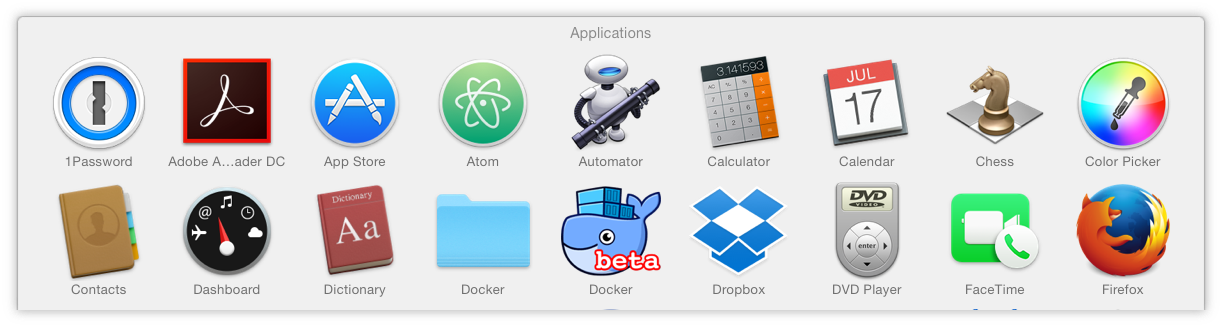 Applications
3.141593
JUL
17
1Password
Adobe A...ader DC
App Store
Atom
Automator
Calculator
Calendar
Chess
Color Picker
@
Dictionary
Aa
beta
DVD
VIDEO
enter
Contacts
Dashboard
Dictionary
Docker
Docker
Dropbox
DVD Player
FaceTime
Firefox